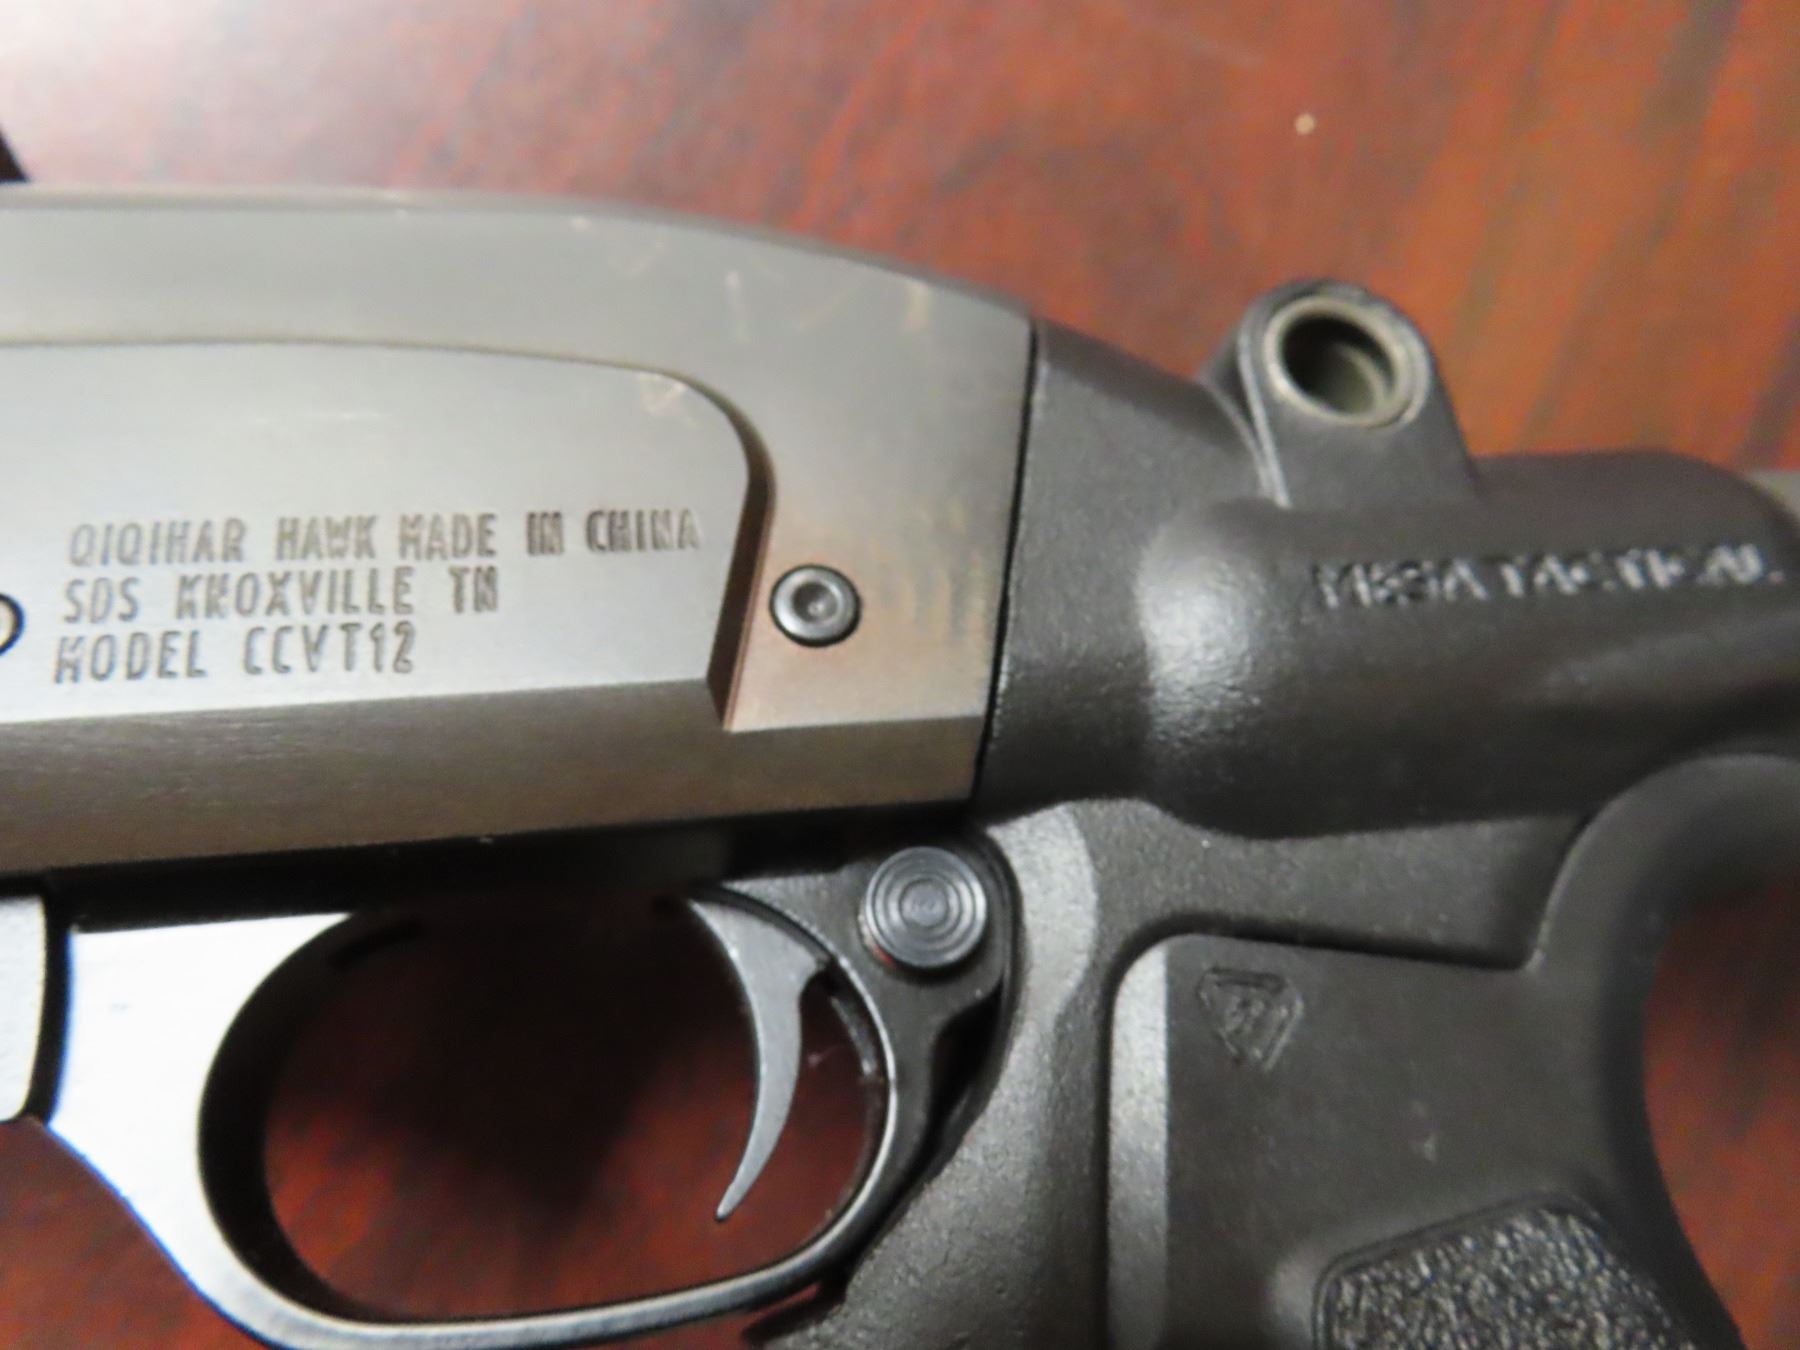 QIQIHAR HAWK MADE IN CHINA
SDS KNOXVILLE TN
MODEL CCVT12
MESA TACTICAL